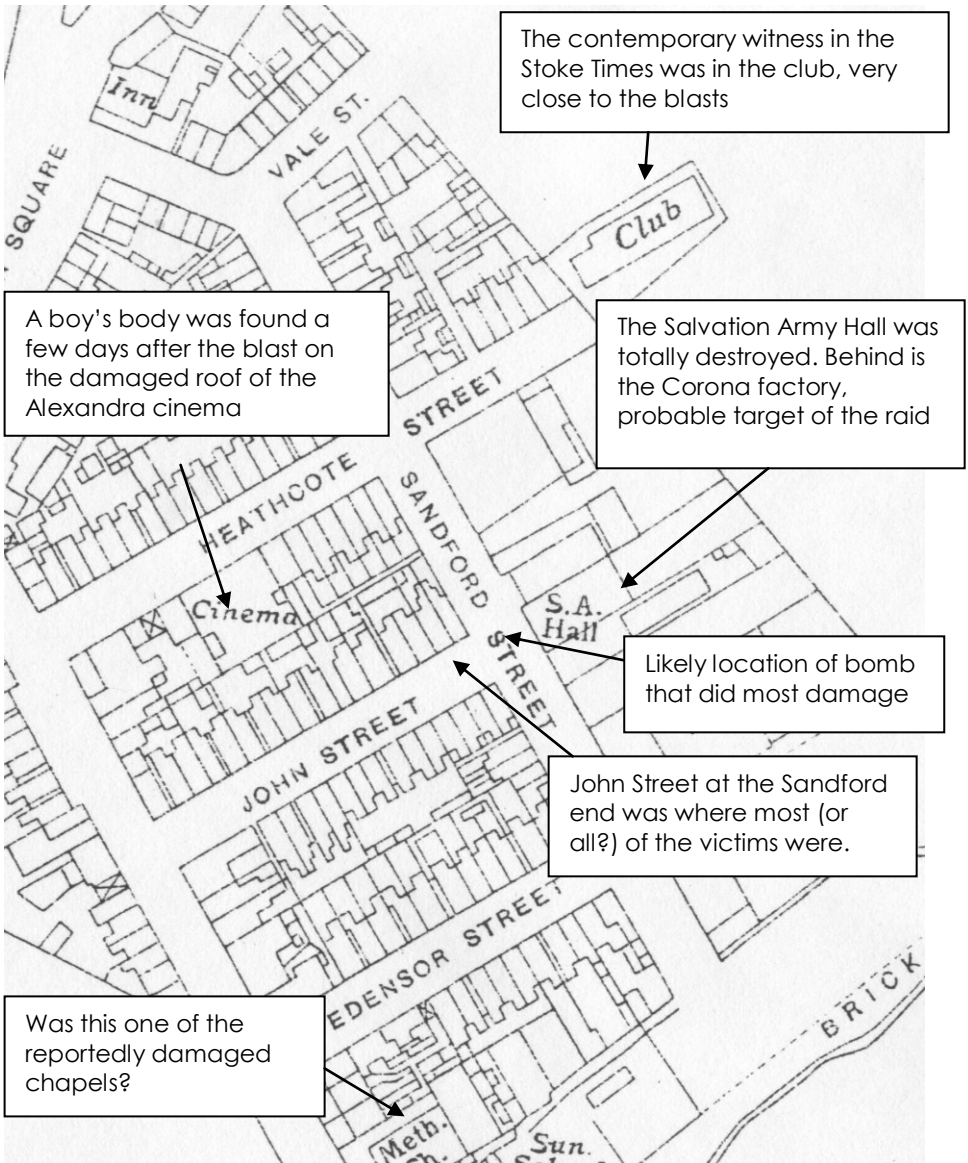 The contemporary witness in the
Stoke Times was in the club, very
close to the blasts
Inn
VALE ST.
SQUARE
Club
A boy’s body was found a
few days after the blast on
the damaged roof of the
Alexandra cinema
The Salvation Army Hall was
totally destroyed. Behind is
the Corona factory,
probable target of the raid
HEATHCOTE STREET
SANDFORD STREET
Cinema
S.A.
Hall
Likely location of bomb
that did most damage
JOHN STREET
John Street at the Sandford
end was where most (or
all?) of the victims were.
EDENSOR STREET
BRICK
Was this one of the
reportedly damaged
chapels?
Meth.
Sun.